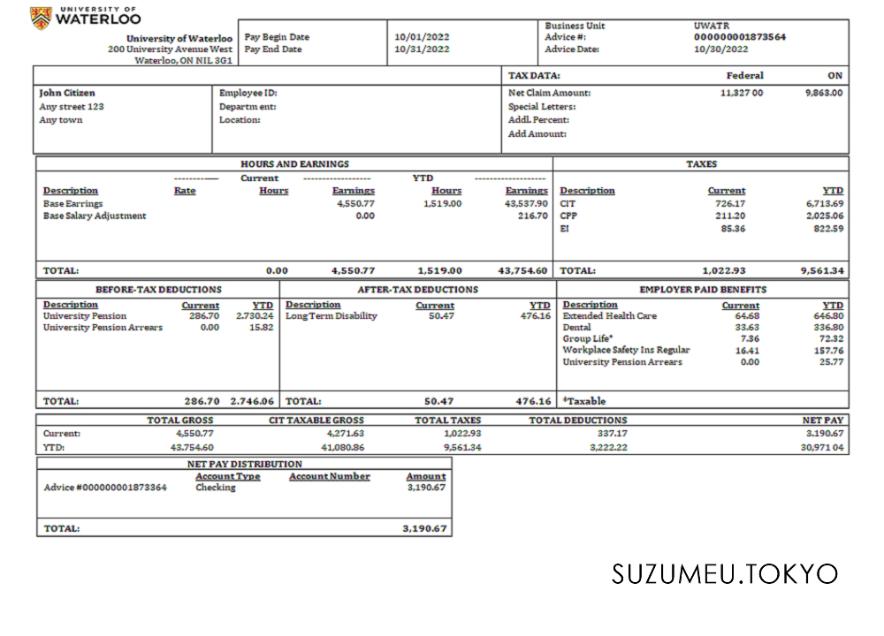 UNIVERSITY OF
WATERLOO
University of Waterloo
200 University Avenue West
Waterloo, ON NIL 3G1
Pay Begin Date 10/01/2022
Pay End Date 10/31/2022
Business Unit UWATR
Advice #: 000000001873564
Advice Date: 10/30/2022
John Citizen
Any street 123
Any town
Employee ID:
Departm ent:
Location:
TAX DATA: Federal ON
Net Claim Amount: 11,327 00 9,863.00
Special Letters:
Addl. Percent:
Add Amount:
HOURS AND EARNINGS
Current YTD
Description Rate Hours Earnings Hours Earnings
Base Earrings 4,550.77 1,519.00 43,537.90
Base Salary Adjustment 0.00 216.70
TOTAL: 0.00 4,550.77 1,519.00 43,754.60
TAXES
Description Current YTD
CIT 726.17 6,713.69
CPP 211.20 2,025.06
EI 85.36 822.59
TOTAL: 1,022.93 9,561.34
BEFORE-TAX DEDUCTIONS
Description Current YTD
University Pension 286.70 2.730.24
University Pension Arrears 0.00 15.82
TOTAL: 286.70 2.746.06
AFTER-TAX DEDUCTIONS
Description Current YTD
Long Term Disability 50.47 476.16
TOTAL: 50.47 476.16
EMPLOYER PAID BENEFITS
Description Current YTD
Extended Health Care 64.68 646.80
Dental 33.63 336.80
Group Life* 7.36 72.32
Workplace Safety Ins Regular 16.41 157.76
University Pension Arrears 0.00 25.77
*Taxable
TOTAL GROSS CIT TAXABLE GROSS TOTAL TAXES TOTAL DEDUCTIONS NET PAY
Current: 4,550.77 4,271.63 1,022.93 337.17 3.190.67
YTD: 43.754.60 41,080.86 9,561.34 3,222.22 30,971 04
NET PAY DISTRIBUTION
Account Type Account Number Amount
Advice #000000001873364 Checking 3,190.67
TOTAL: 3,190.67
SUZUMEU.TOKYO